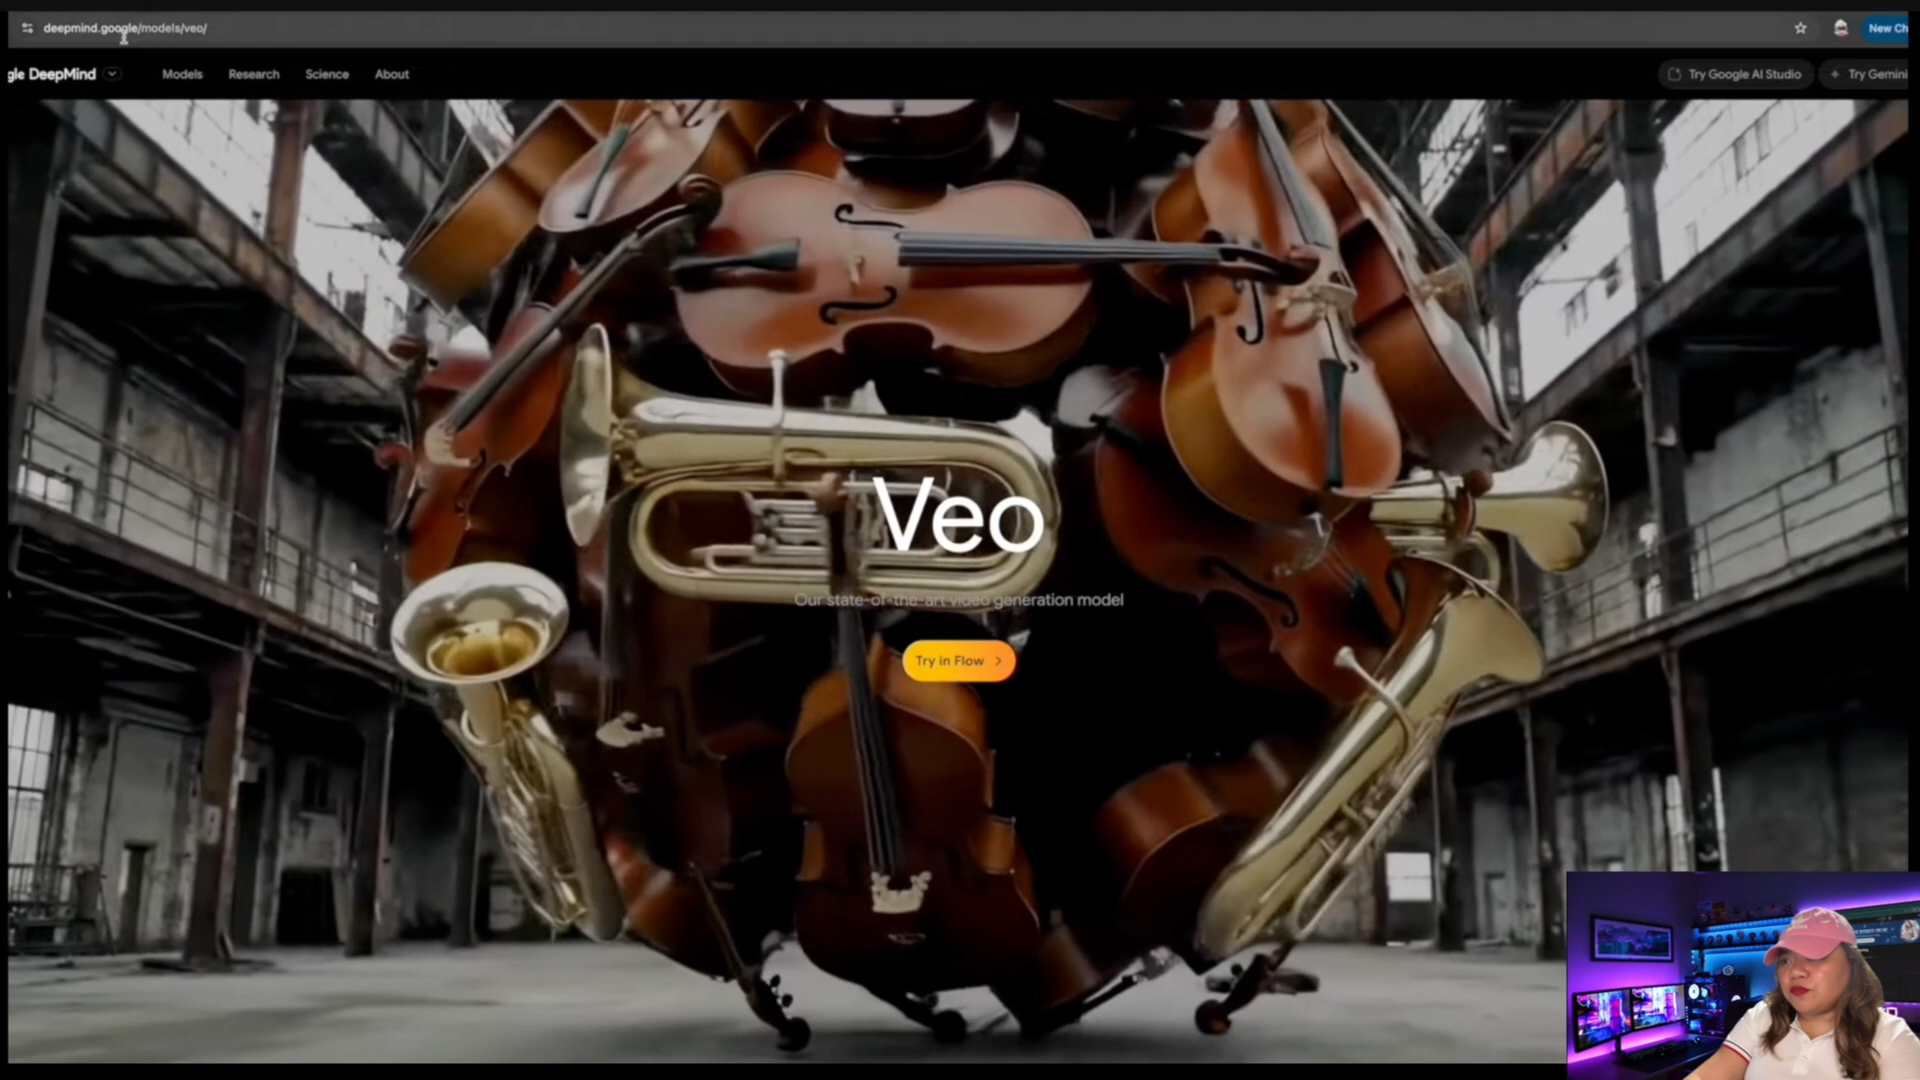 deepmind.google/models/veo/
New Ch
gle DeepMind
Models
Research
Science
About
Try Google AI Studio
Try Gemini
Veo
Our state-of-the-art video generation model
Try in Flow